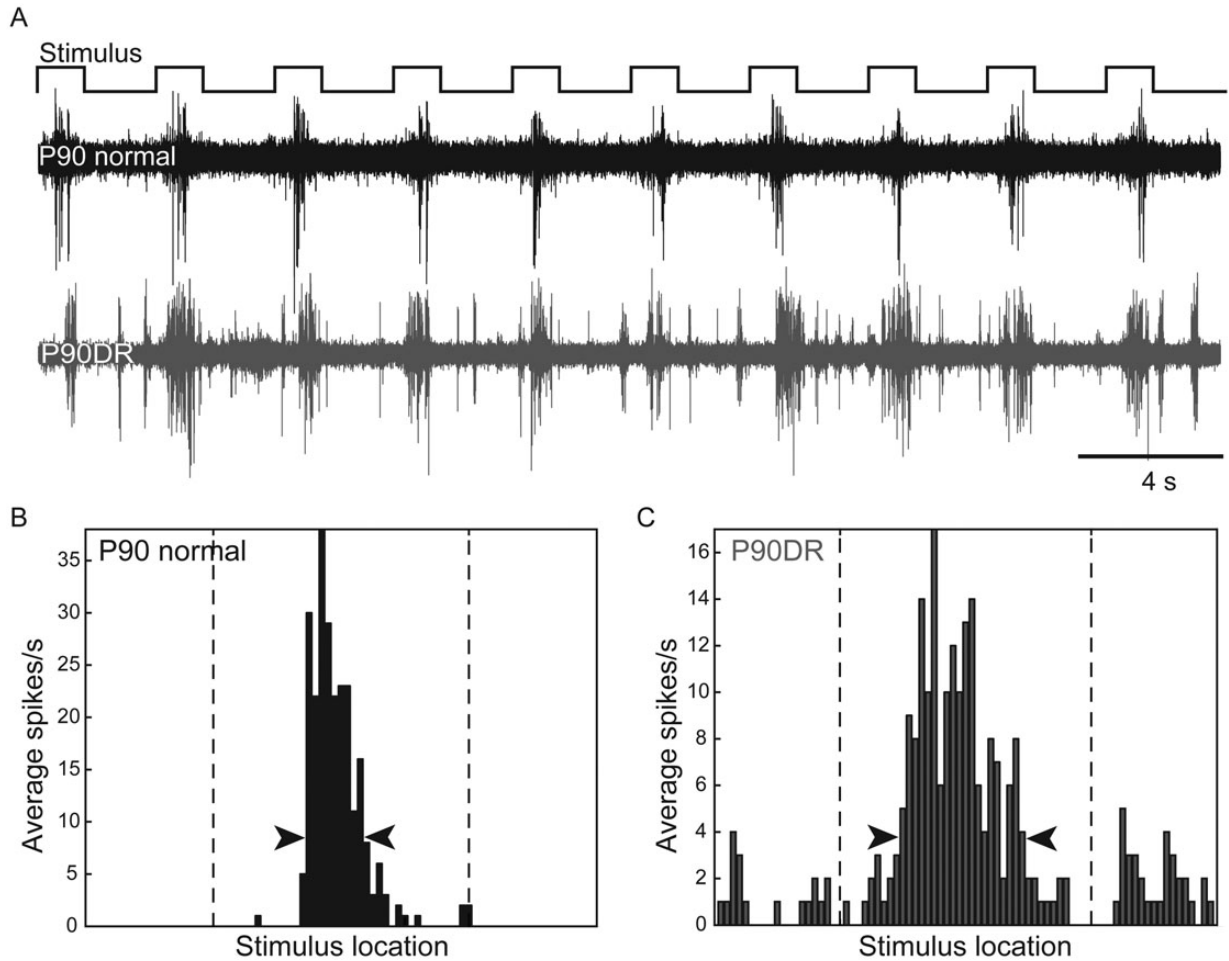 A
Stimulus
P90 normal
P90DR
4 s
B
C
P90 normal
P90DR
35
30
25
20
15
10
5
0
Average spikes/s
Stimulus location
16
14
12
10
8
6
4
2
0
Average spikes/s
Stimulus location